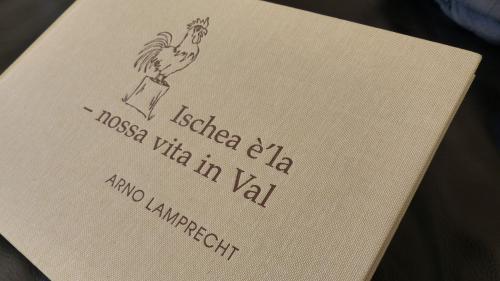 Ischea è'la
– nossa vita in Val
ARNO LAMPRECHT